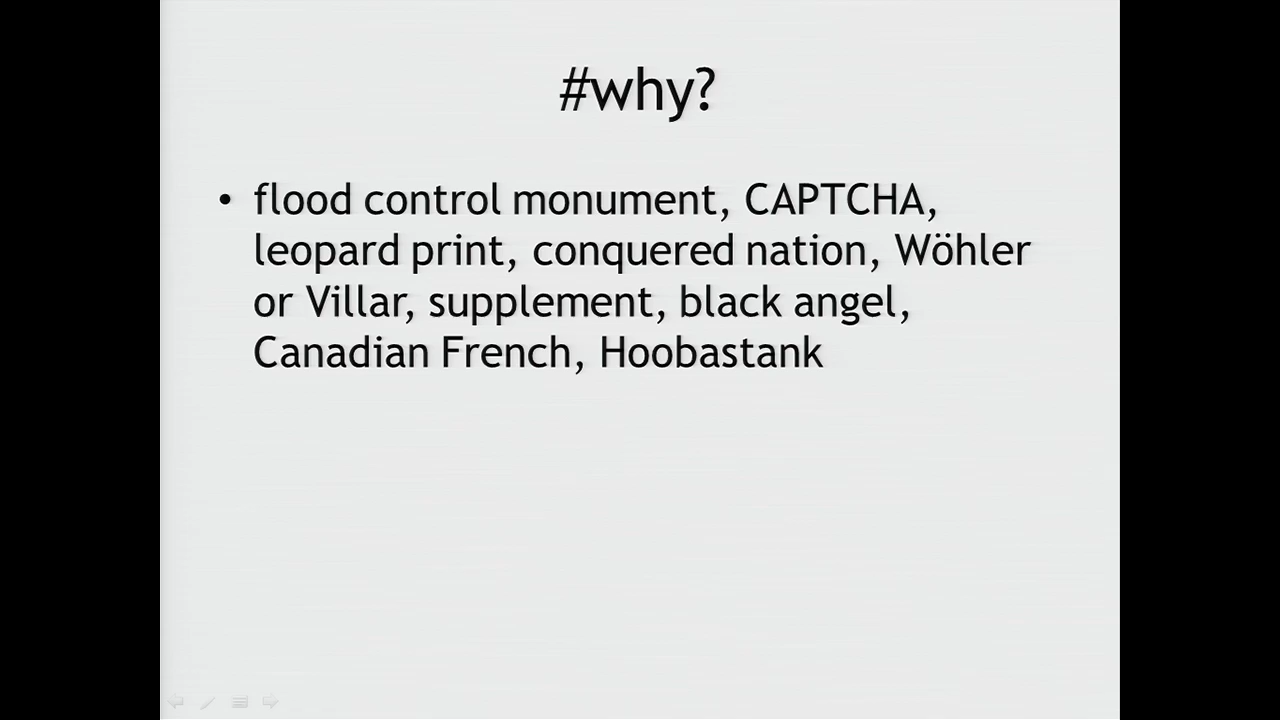 #why?
• flood control monument, CAPTCHA,
leopard print, conquered nation, Wöhler
or Villar, supplement, black angel,
Canadian French, Hoobastank